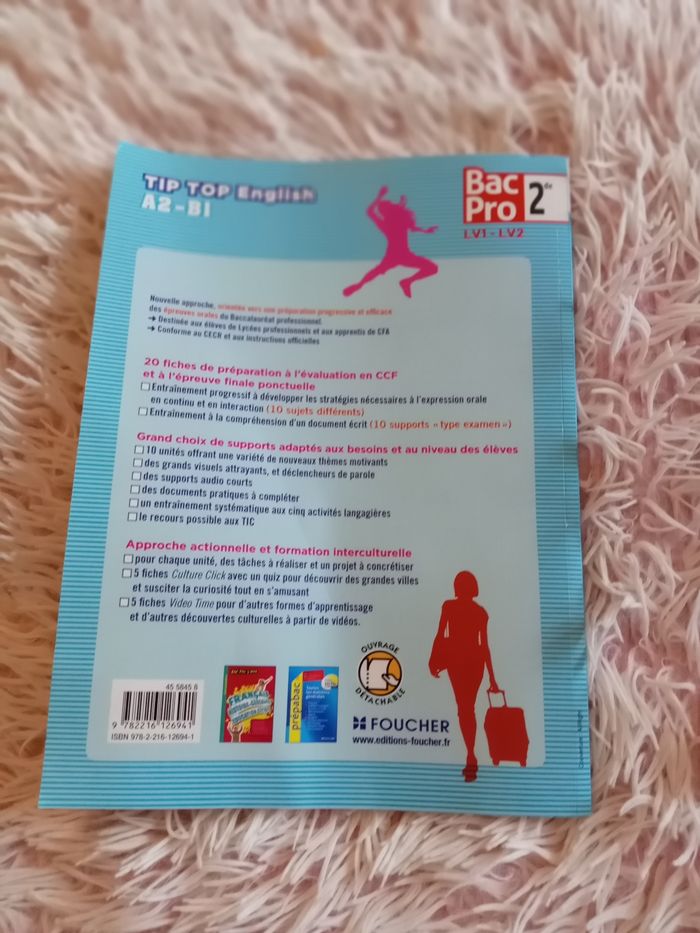 TIP TOP English
A2 - B1
Bac
Pro
2de
LV1 - LV2
Nouvelle approche, orientée vers une préparation progressive et efficace
des épreuves orales du Baccalauréat professionnel.
➔ Destinée aux élèves de Lycées professionnels et aux apprentis de CFA
➔ Conforme au CECR et aux instructions officielles
20 fiches de préparation à l'évaluation en CCF
et à l'épreuve finale ponctuelle
☐ Entraînement progressif à développer les stratégies nécessaires à l'expression orale
en continu et en interaction (10 sujets différents)
☐ Entraînement à la compréhension d'un document écrit (10 supports « type examen »)
Grand choix de supports adaptés aux besoins et au niveau des élèves
☐ 10 unités offrant une variété de nouveaux thèmes motivants
☐ des grands visuels attrayants, et déclencheurs de parole
☐ des supports audio courts
☐ des documents pratiques à compléter
☐ un entraînement systématique aux cinq activités langagières
☐ le recours possible aux TIC
Approche actionnelle et formation interculturelle
☐ pour chaque unité, des tâches à réaliser et un projet à concrétiser
☐ 5 fiches Culture Click avec un quiz pour découvrir des grandes villes
et susciter la curiosité tout en s'amusant
☐ 5 fiches Video Time pour d'autres formes d'apprentissage
et d'autres découvertes culturelles à partir de vidéos.
OUVRAGE
DÉTACHABLE
45 5845 6
9 782216 126941
ISBN 978-2-216-12694-1
FRANÇAIS
prépabac
FOUCHER
www.editions-foucher.fr